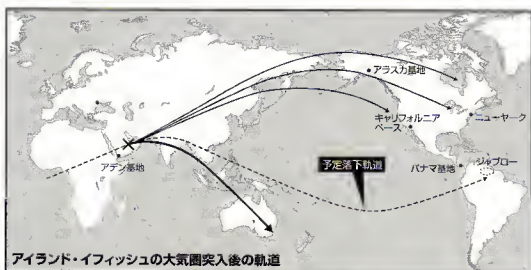 アラスカ基地
キャリフォルニア
ベース
ニューヨーク
アデン基地
予定落下軌道
パナマ基地
ジャブロー
アイランド・イフィッシュの大気圏突入後の軌道